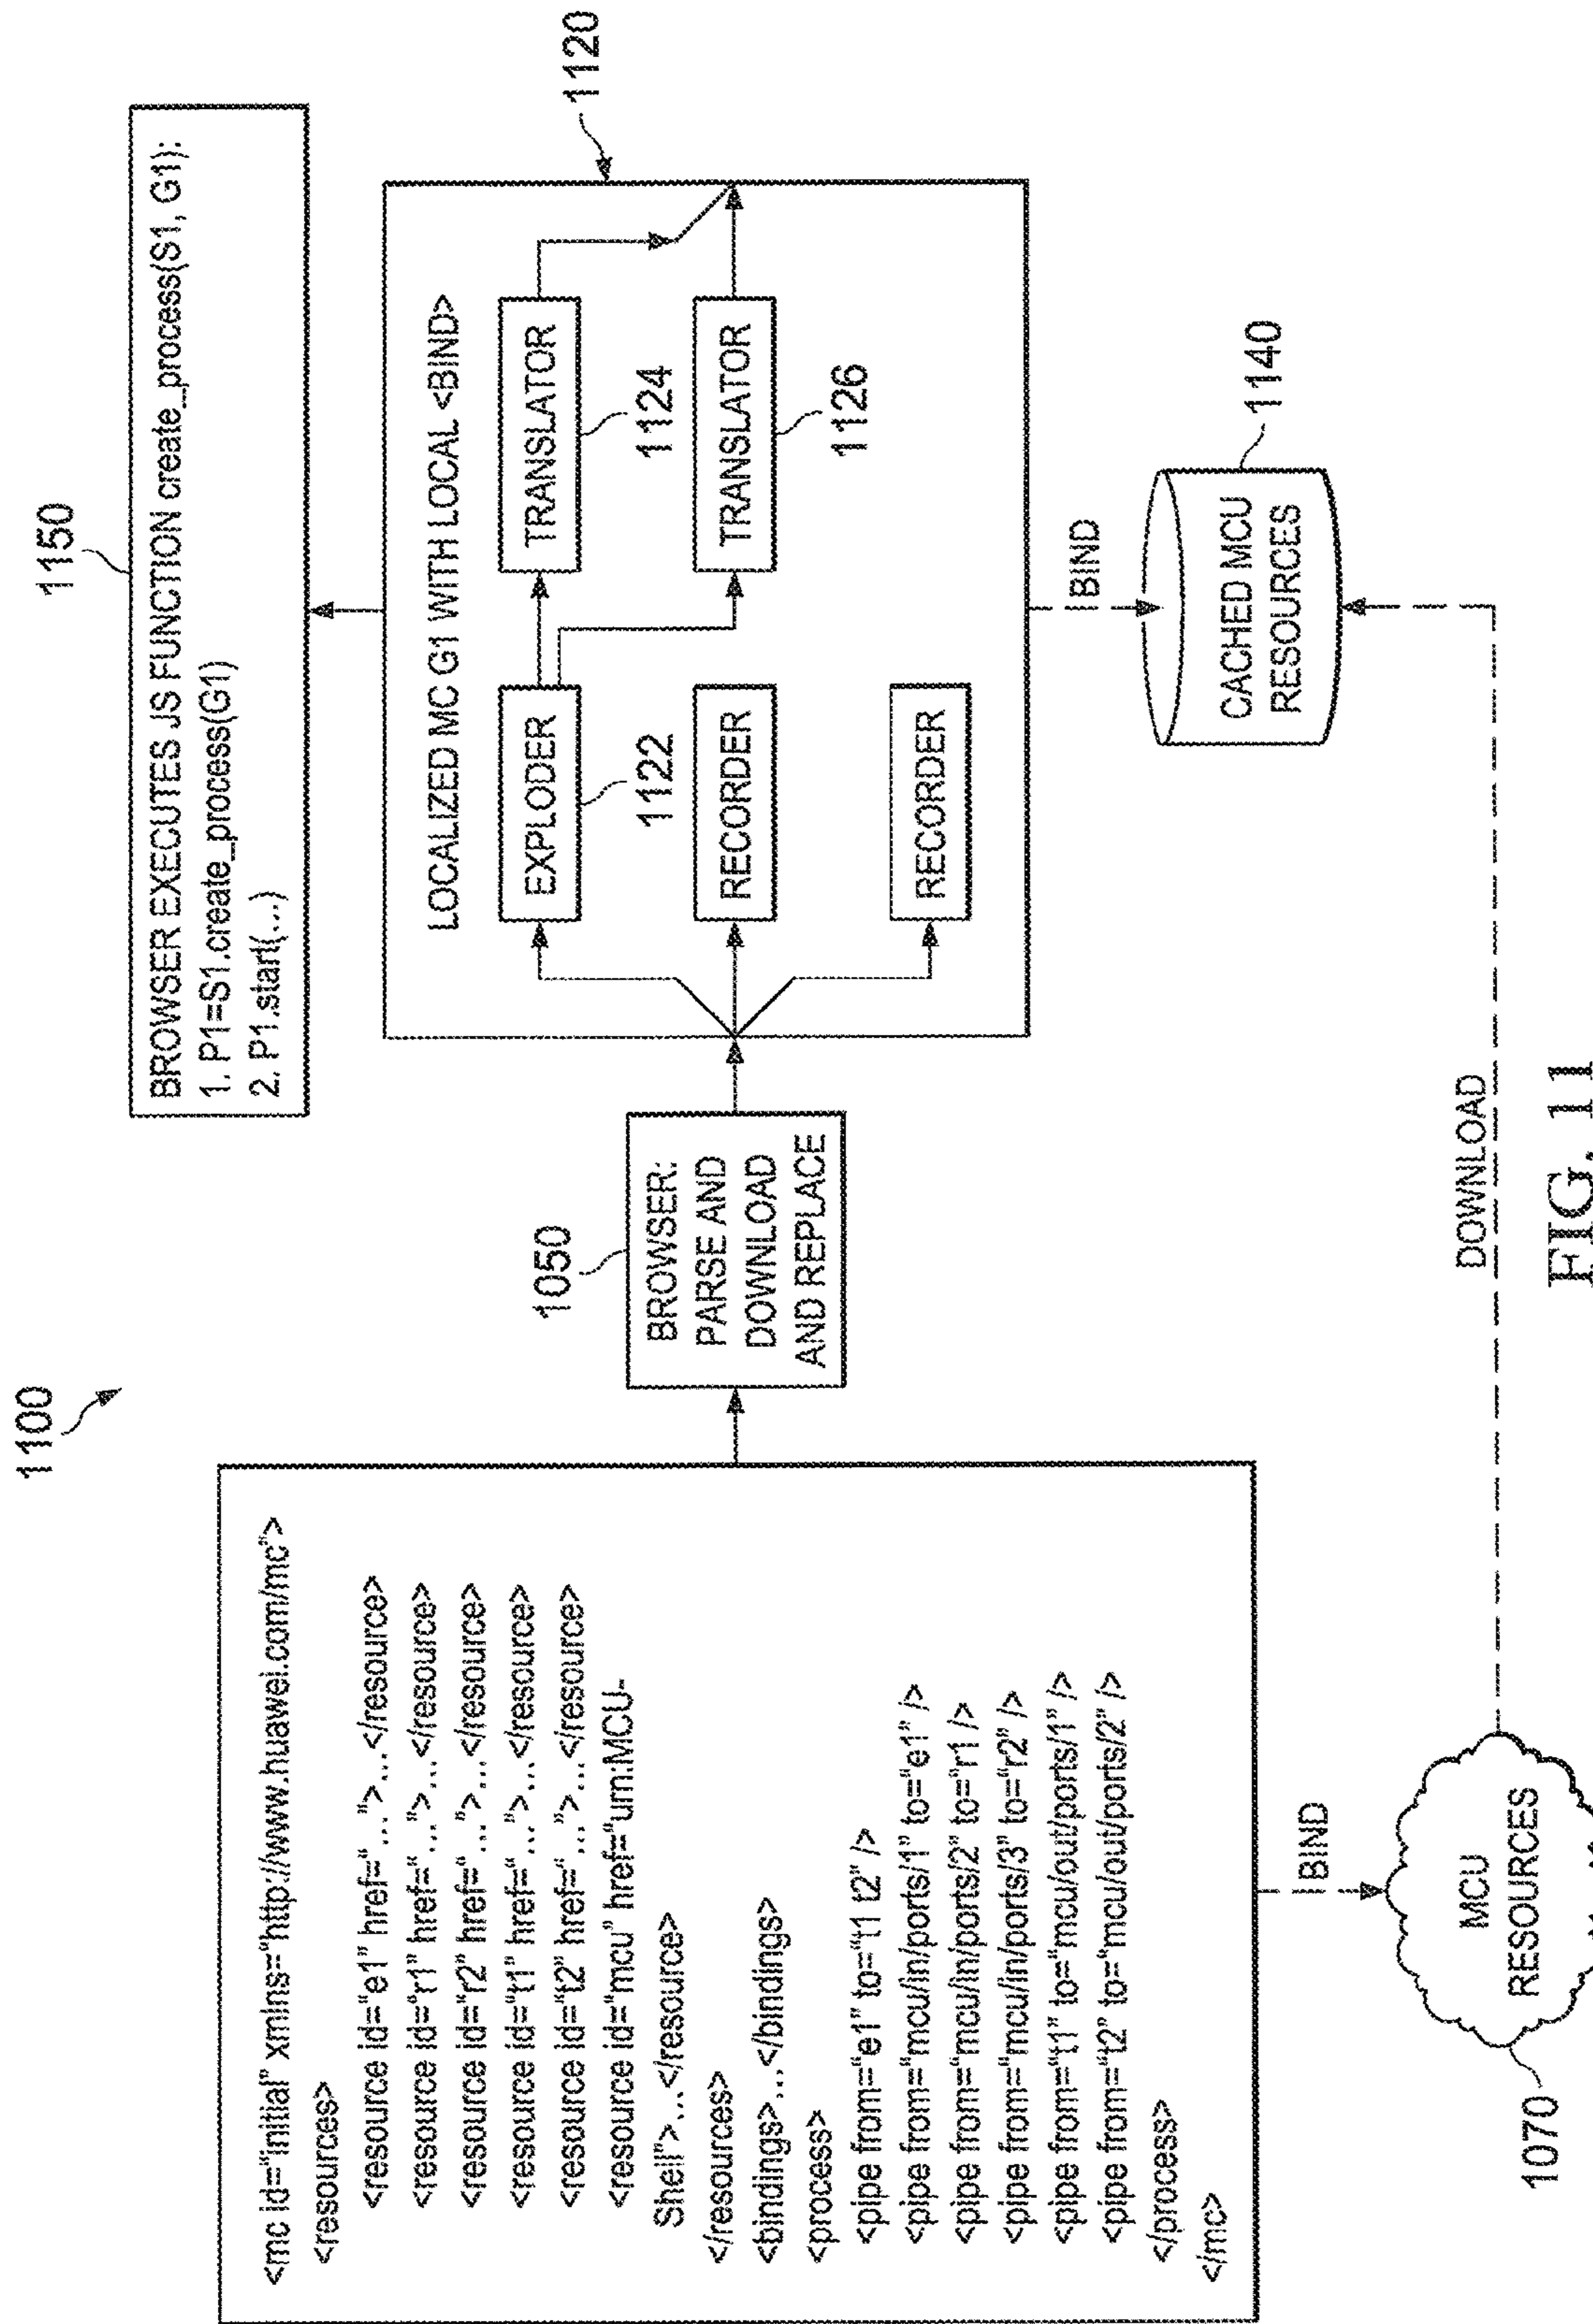 1100
<mc id="initial" xmlns="http://www.huawei.com/mc">
<resources>
<resource id="e1" href="...">...</resource>
<resource id="r1" href="...">...</resource>
<resource id="r2" href="...">...</resource>
<resource id="t1" href="...">...</resource>
<resource id="t2" href="...">...</resource>
<resource id="mcu" href="urn:MCU-
Shell">...</resource>
</resources>
<bindings>...</bindings>
<process>
<pipe from="e1" to="t1 t2" />
<pipe from="mcu/in/ports/1" to="e1" />
<pipe from="mcu/in/ports/2" to="r1 />
<pipe from="mcu/in/ports/3" to="r2" />
<pipe from="t1" to="mcu/out/ports/1" />
<pipe from="t2" to="mcu/out/ports/2" />
</process>
</mc>
BIND
MCU
RESOURCES
1070
1050
BROWSER:
PARSE AND
DOWNLOAD
AND REPLACE
1150
BROWSER EXECUTES JS FUNCTION create_process(S1, G1):
1. P1=S1.create_process(G1)
2. P1.start(...)
1120
LOCALIZED MC G1 WITH LOCAL <BIND>
EXPLODER
TRANSLATOR
1122
1124
RECORDER
TRANSLATOR
1126
RECORDER
BIND
1140
CACHED MCU
RESOURCES
DOWNLOAD
FIG. 11